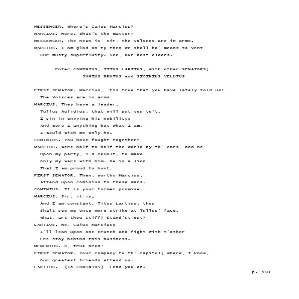 MESSENGER. Where's Caius Martius?
MARTIUS. Here. What's the matter?
MESSENGER. The news is, sir, the Volsces are in arms.
MARTIUS. I am glad on't; then we shall ha' means to vent
Our musty superfluity. See, our best elders.
Enter COMINIUS, TITUS LARTIUS, with other SENATORS;
JUNIUS BRUTUS and SICINIUS VELUTUS
FIRST SENATOR. Martius, 'tis true that you have lately told us:
The Volsces are in arms.
MARTIUS. They have a leader,
Tullus Aufidius, that will put you to't.
I sin in envying his nobility;
And were I anything but what I am,
I would wish me only he.
COMINIUS. You have fought together?
MARTIUS. Were half to half the world by th' ears, and he
Upon my party, I'd revolt, to make
Only my wars with him. He is a lion
That I am proud to hunt.
FIRST SENATOR. Then, worthy Martius,
Attend upon Cominius to these wars.
COMINIUS. It is your former promise.
MARTIUS. Sir, it is;
And I am constant. Titus Lartius, thou
Shalt see me once more strike at Tullus' face.
What, art thou stiff? Stand'st out?
LARTIUS. No, Caius Martius;
I'll lean upon one crutch and fight with t'other
Ere stay behind this business.
MENENIUS. O, true bred!
FIRST SENATOR. Your company to th' Capitol; where, I know,
Our greatest friends attend us.
LARTIUS. [To COMINIUS] Lead you on.